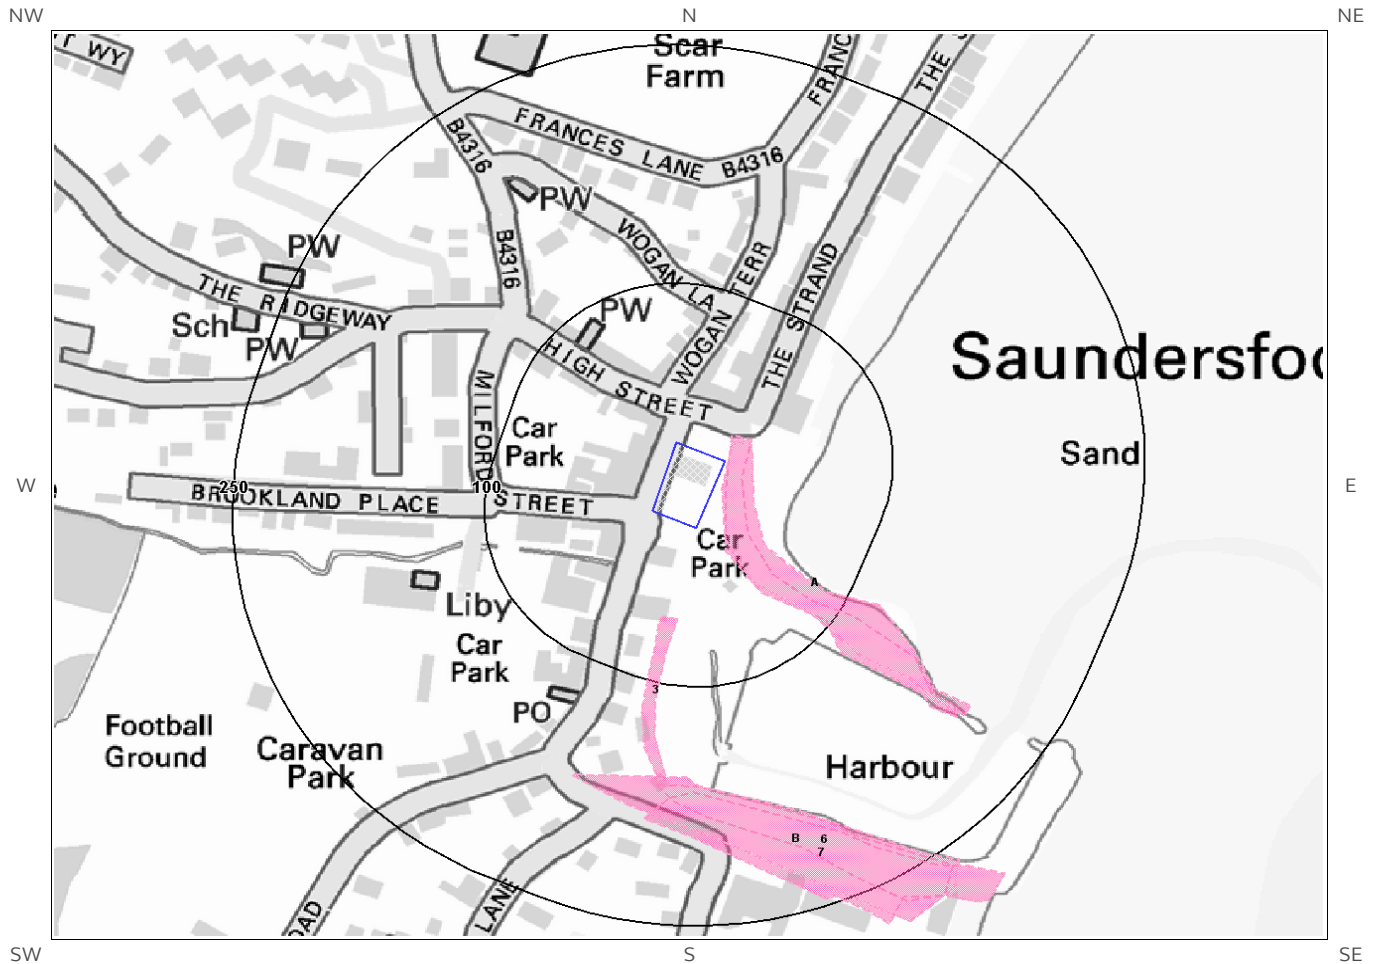 NW
N
NE
T WY
Scar
Farm
FRANC
THE S
B4316
FRANCES LANE B4316
PW
WOGAN LA
TERR
PW
B4316
THE STRAND
THE RIDGEWAY
Sch
PW
PW
WOGAN
HIGH STREET
Saundersfoo
MILFORD
Car
Park
Sand
W
250
100
E
BROOKLAND PLACE
STREET
Car
Park
A
Liby
Car
Park
3
PO
Football
Ground
Caravan
Park
Harbour
B 6
7
OAD
LANE
SW
S
SE